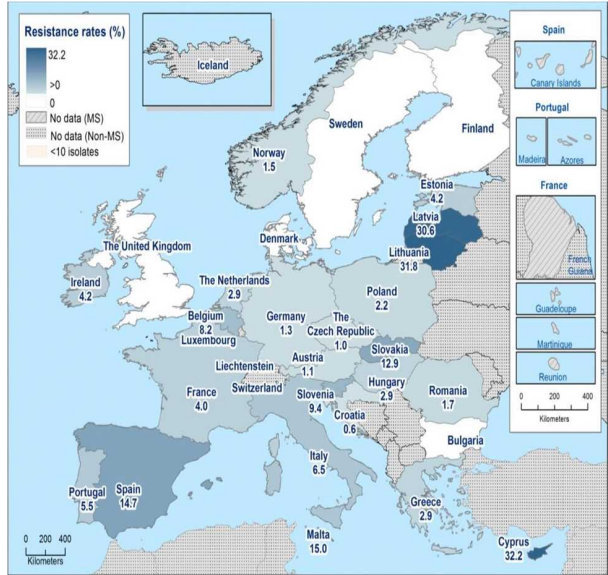 Resistance rates (%)
32.2
>0
0
No data (MS)
No data (Non-MS)
<10 isolates
Iceland
Spain
Canary Islands
Portugal
Madeira
Azores
France
French
Guiana
Guadeloupe
Martinique
Reunion
0 200 400
Kilometers
Sweden
Finland
Norway
1.5
Estonia
4.2
Latvia
30.6
Lithuania
31.8
Denmark
The United Kingdom
Ireland
4.2
The Netherlands
2.9
Belgium
8.2
Luxembourg
Germany
1.3
Poland
2.2
The
Czech Republic
1.0
Slovakia
12.9
Austria
1.1
Liechtenstein
Switzerland
Hungary
2.9
Slovenia
9.4
Romania
1.7
France
4.0
Croatia
0.6
Bulgaria
Italy
6.5
Portugal
5.5
Spain
14.7
Greece
2.9
Malta
15.0
Cyprus
32.2
0 200 400
Kilometers